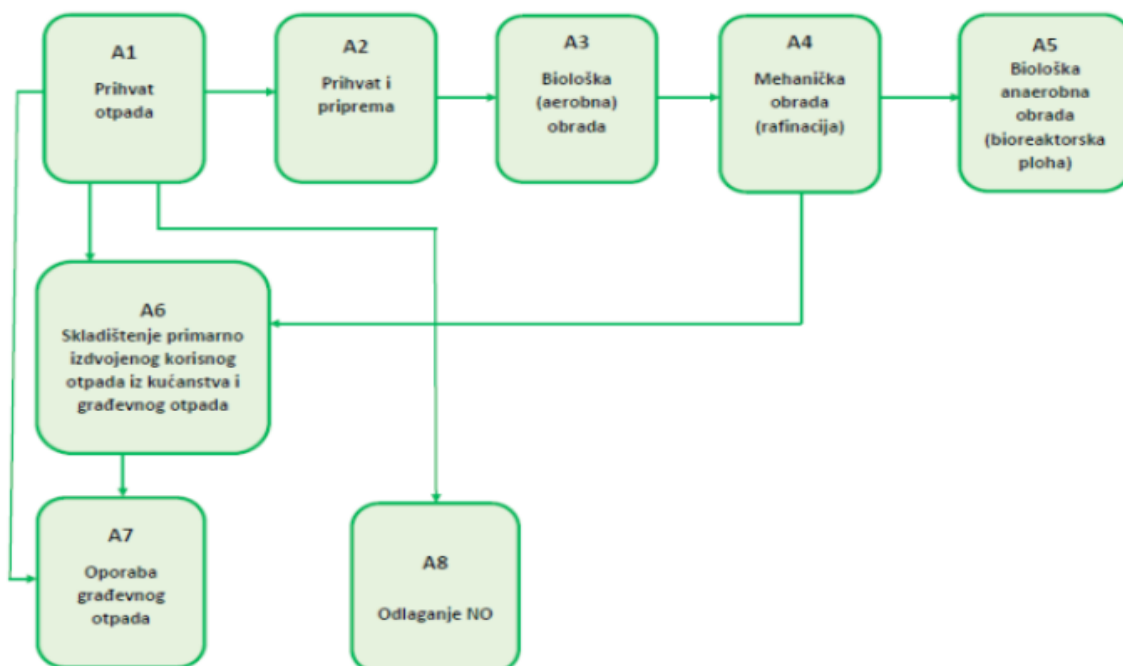 A1
Prihvat
otpada
A2
Prihvat i
priprema
A3
Biološka
(aerobna)
obrada
A4
Mehanička
obrada
(rafinacija)
A5
Biološka
anaerobna
obrada
(bioreaktorska
ploha)
A6
Skladištenje primarno
izdvojenog korisnog
otpada iz kućanstva i
građevnog otpada
A7
Oporaba
građevnog
otpada
A8
Odlaganje NO